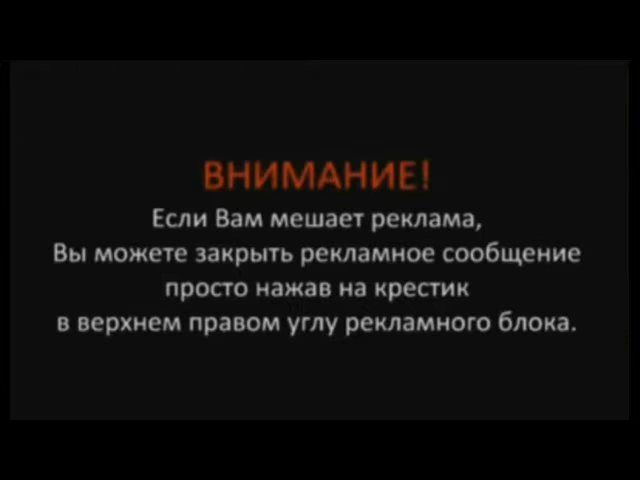 ВНИМАНИЕ!
Если Вам мешает реклама,
Вы можете закрыть рекламное сообщение
просто нажав на крестик
в верхнем правом углу рекламного блока.